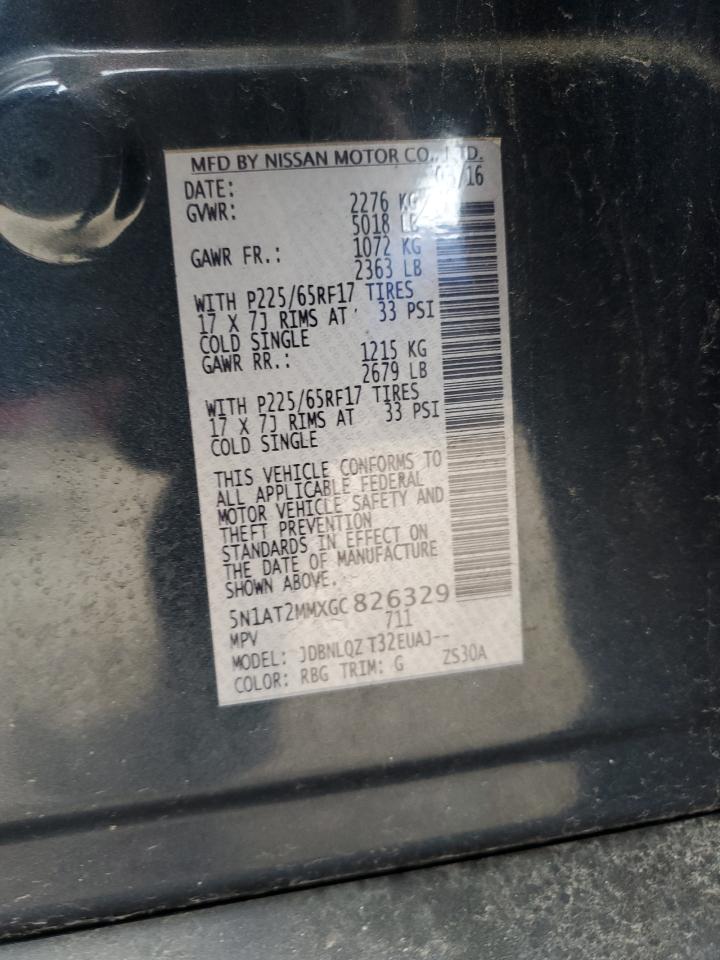 MFD BY NISSAN MOTOR CO., LTD.
DATE: /16
GVWR: 2276 KG
5018 LB
GAWR FR.: 1072 KG
2363 LB
WITH P225/65RF17 TIRES
17 X 7J RIMS AT 33 PSI
COLD SINGLE
GAWR RR.: 1215 KG
2679 LB
WITH P225/65RF17 TIRES
17 X 7J RIMS AT 33 PSI
COLD SINGLE
THIS VEHICLE CONFORMS TO
ALL APPLICABLE FEDERAL
MOTOR VEHICLE SAFETY AND
THEFT PREVENTION
STANDARDS IN EFFECT ON
THE DATE OF MANUFACTURE
SHOWN ABOVE.
5N1AT2MMXGC826329
MPV 711
MODEL: JDBNLQZ T32EUAJ--
COLOR: RBG TRIM: G ZS30A